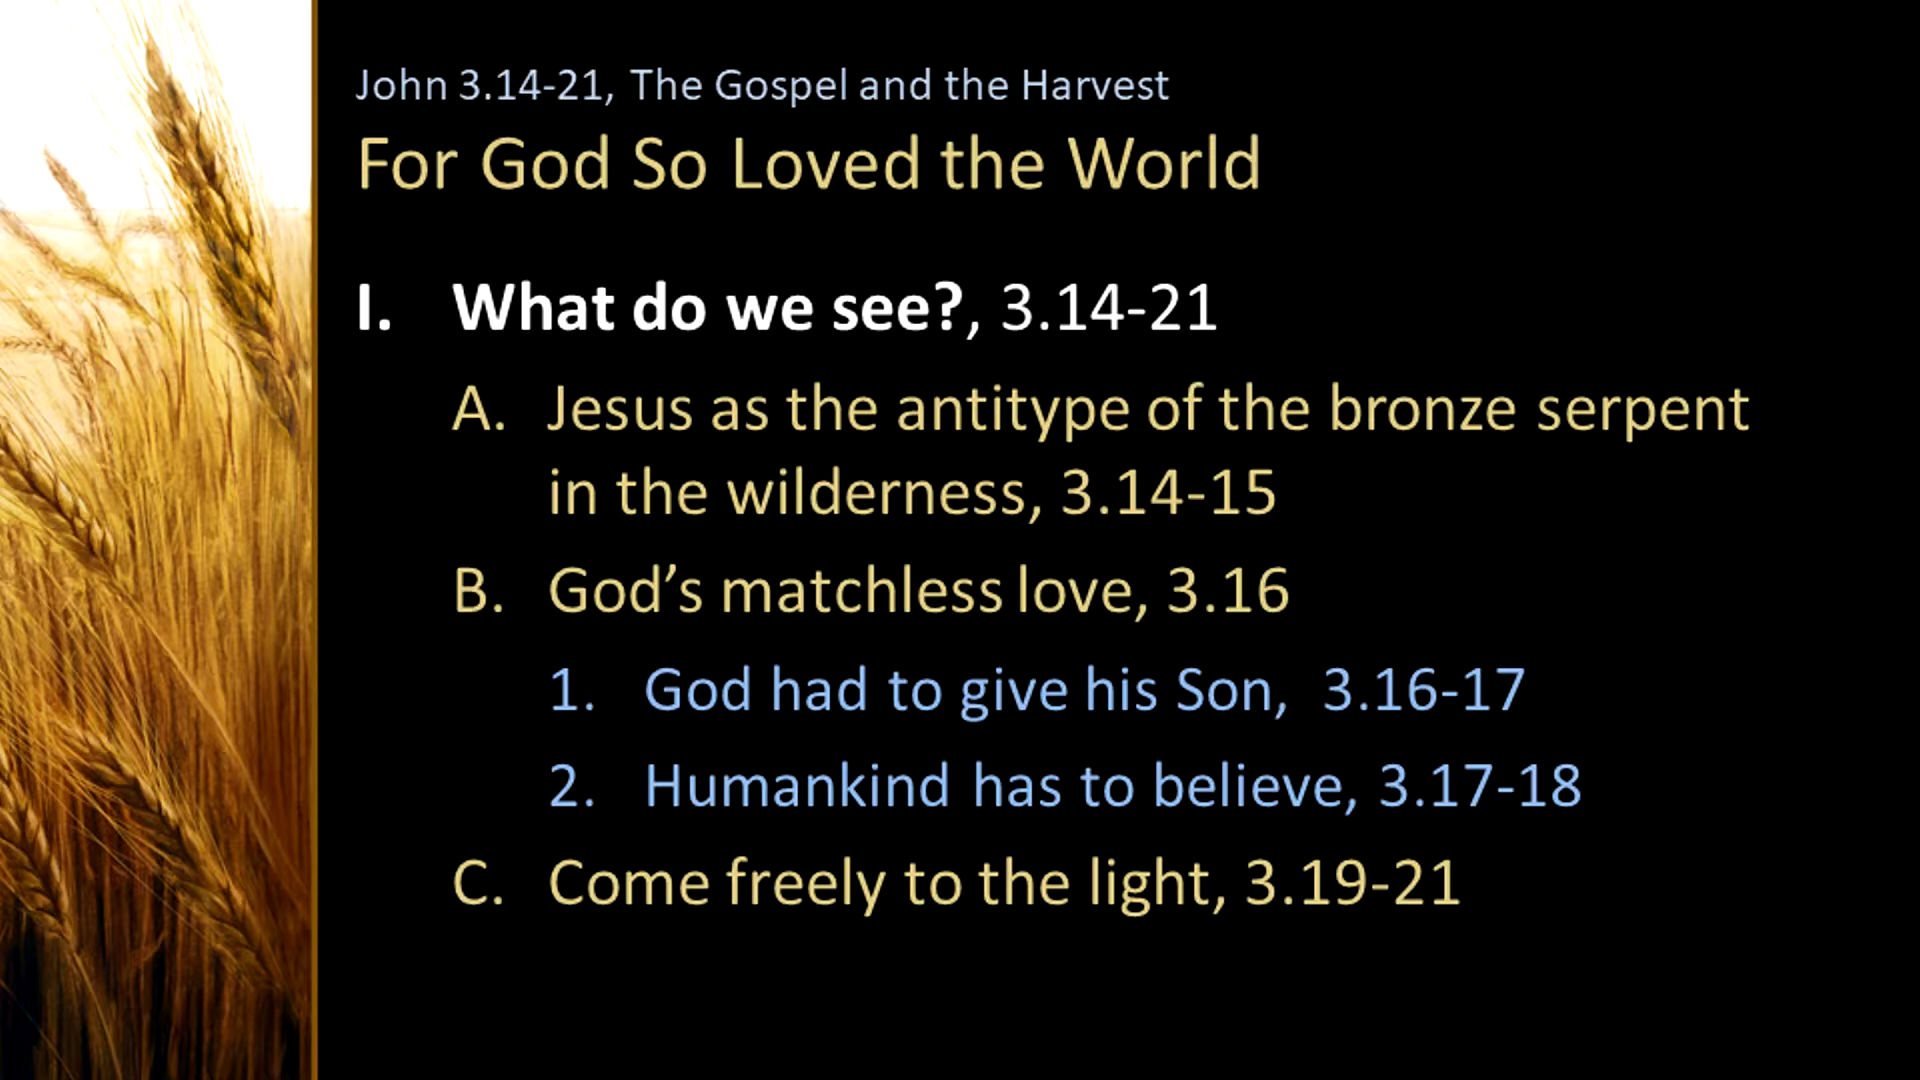 John 3.14-21, The Gospel and the Harvest
For God So Loved the World
I. What do we see?, 3.14-21
A. Jesus as the antitype of the bronze serpent
in the wilderness, 3.14-15
B. God’s matchless love, 3.16
1. God had to give his Son, 3.16-17
2. Humankind has to believe, 3.17-18
C. Come freely to the light, 3.19-21